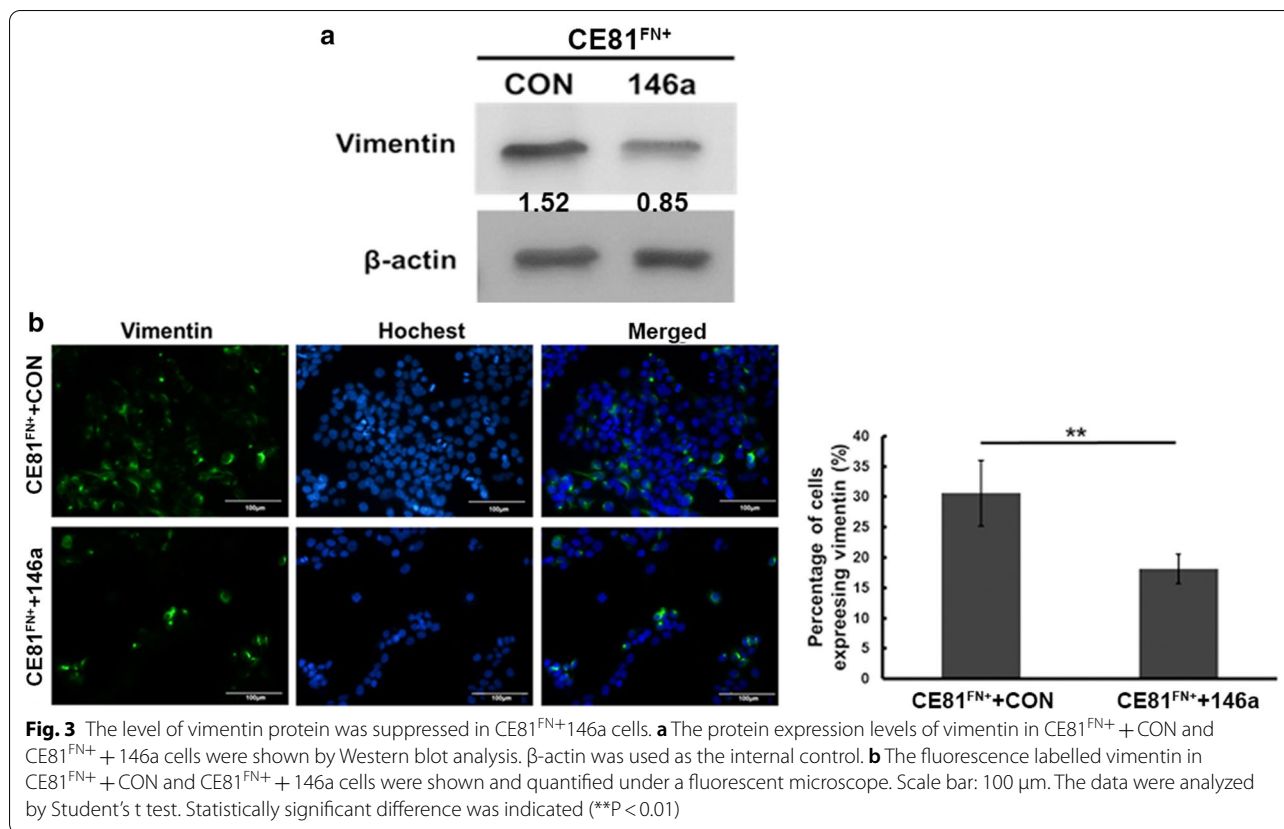 a
CE81FN+
CON 146a
Vimentin
1.52 0.85
β-actin
b
Vimentin Hochest Merged
CE81FN++CON
100μm 100μm 100μm
CE81FN++146a
100μm 100μm 100μm
**
Percentage of cells
expreesing vimentin (%)
40
35
30
25
20
15
10
5
0
CE81FN++CON CE81FN++146a
Fig. 3 The level of vimentin protein was suppressed in CE81FN+146a cells. a The protein expression levels of vimentin in CE81FN+ + CON and
CE81FN+ + 146a cells were shown by Western blot analysis. β-actin was used as the internal control. b The fluorescence labelled vimentin in
CE81FN+ + CON and CE81FN+ + 146a cells were shown and quantified under a fluorescent microscope. Scale bar: 100 μm. The data were analyzed
by Student's t test. Statistically significant difference was indicated (**P < 0.01)